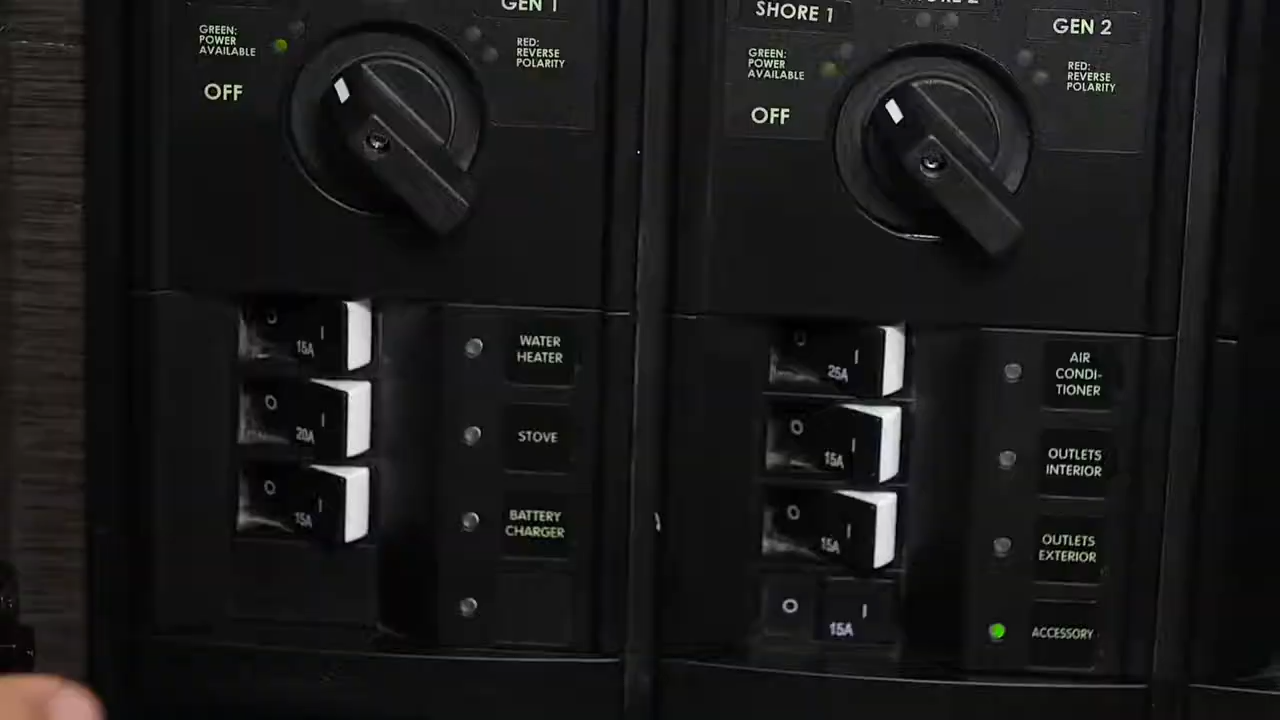 GEN 1
GREEN:
POWER
AVAILABLE
RED:
REVERSE
POLARITY
OFF
SHORE 1
GEN 2
GREEN:
POWER
AVAILABLE
RED:
REVERSE
POLARITY
OFF
O I
15A
WATER
HEATER
O I
20A
STOVE
O I
15A
BATTERY
CHARGER
O I
25A
AIR
CONDI-
TIONER
O I
15A
OUTLETS
INTERIOR
O I
15A
OUTLETS
EXTERIOR
O I
15A
ACCESSORY